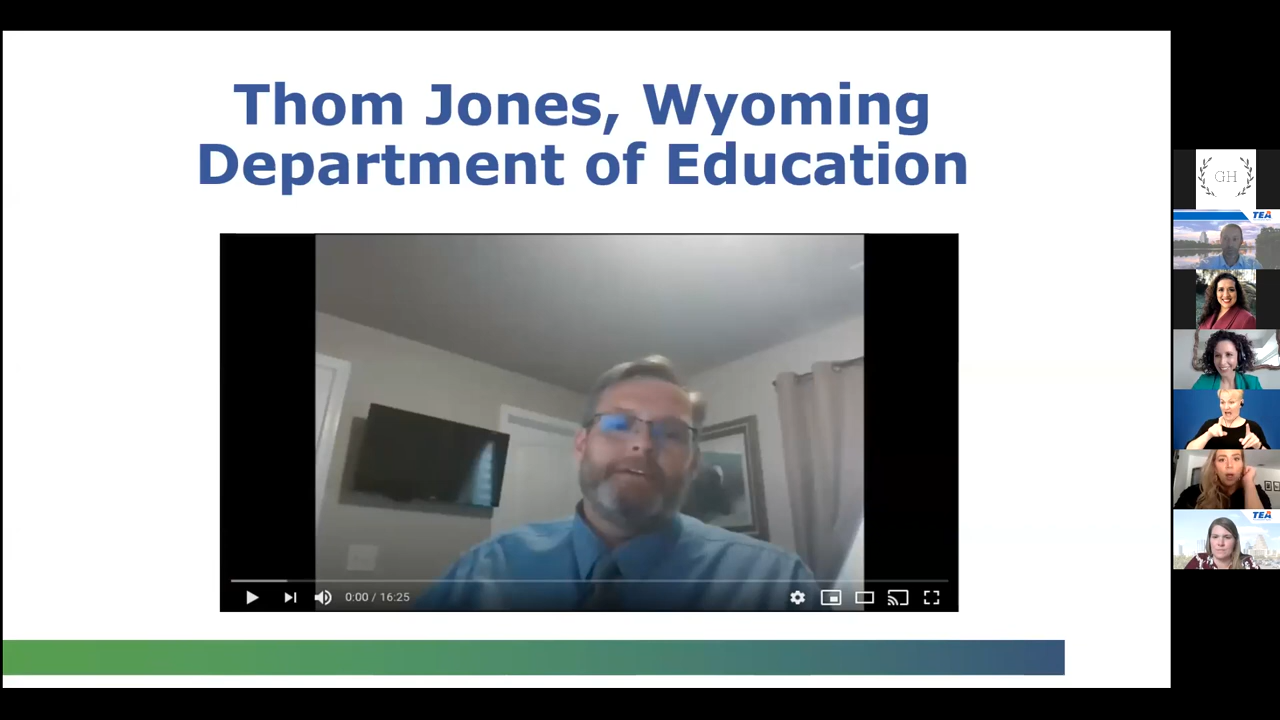 Thom Jones, Wyoming
Department of Education
0:00 / 16:25
GH
TEA
TEA